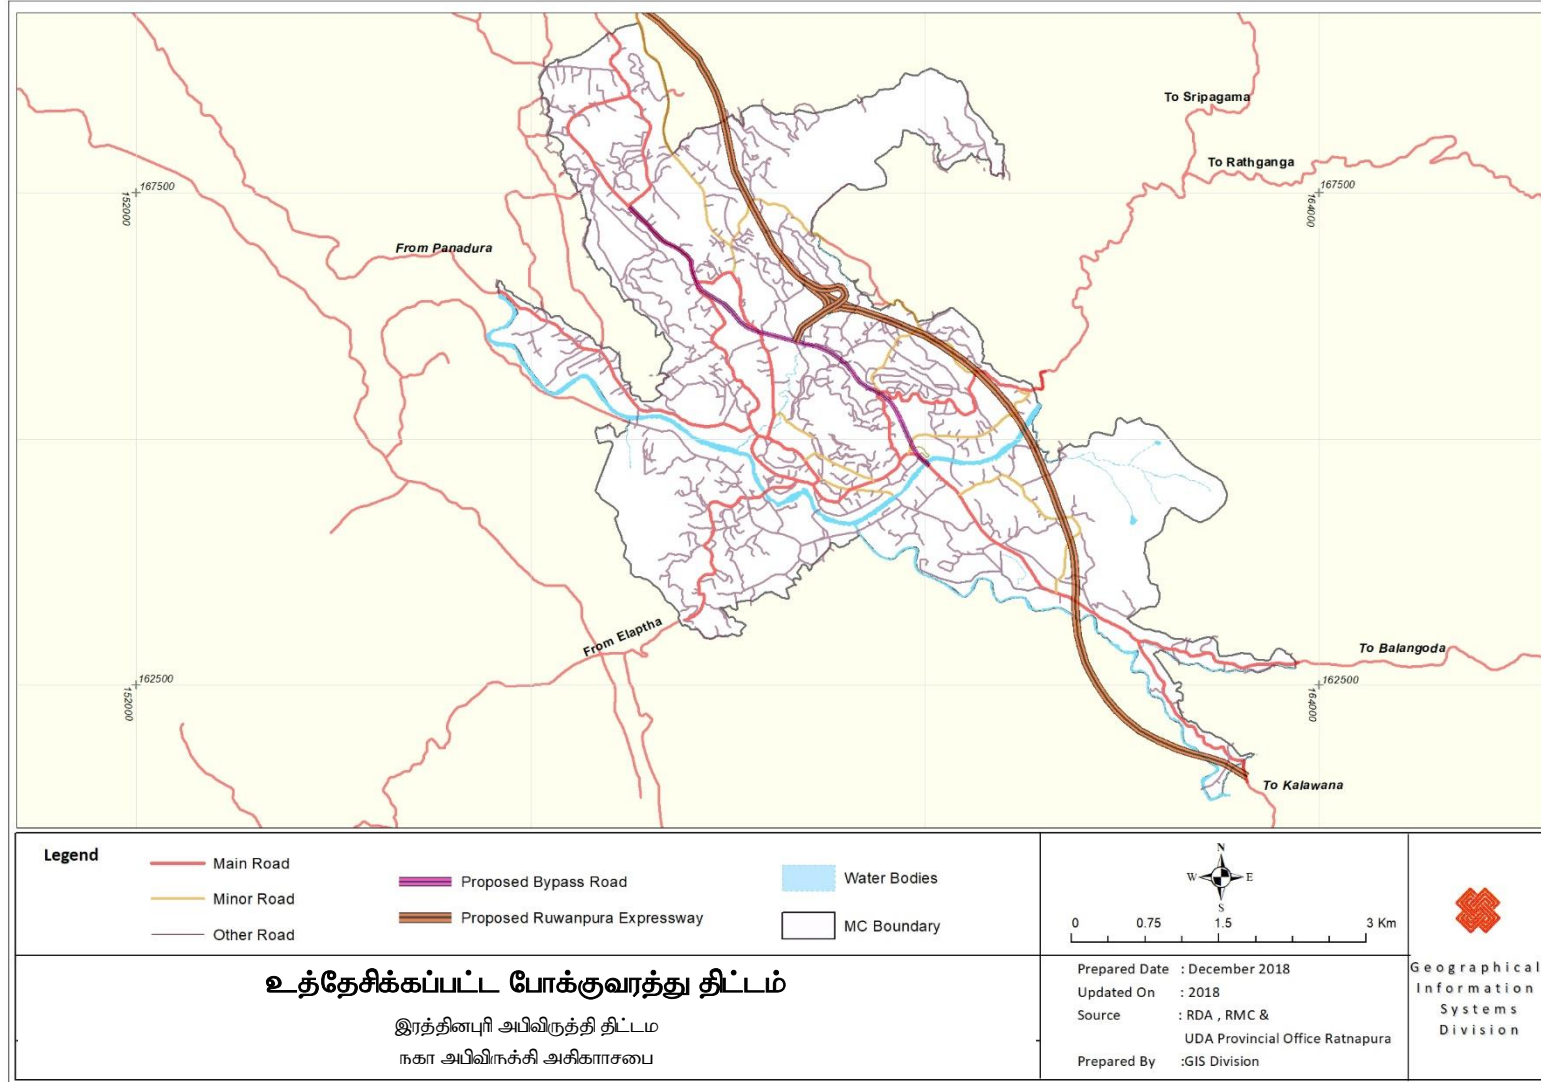 To Sripagama
To Rathganga
167500
152000
167500
164000
From Panadura
From Elaptha
To Balangoda
162500
152000
162500
164000
To Kalawana
Legend
Main Road
Minor Road
Other Road
Proposed Bypass Road
Proposed Ruwanpura Expressway
Water Bodies
MC Boundary
N
W E
S
0 0.75 1.5 3 Km
உத்தேசிக்கப்பட்ட போக்குவரத்து திட்டம்
இரத்தினபுரி அபிவிருத்தி திட்டம
நகர அபிவிருத்தி அதிகாரசபை
Prepared Date : December 2018
Updated On : 2018
Source : RDA , RMC &
UDA Provincial Office Ratnapura
Prepared By :GIS Division
Geographical
Information
Systems
Division